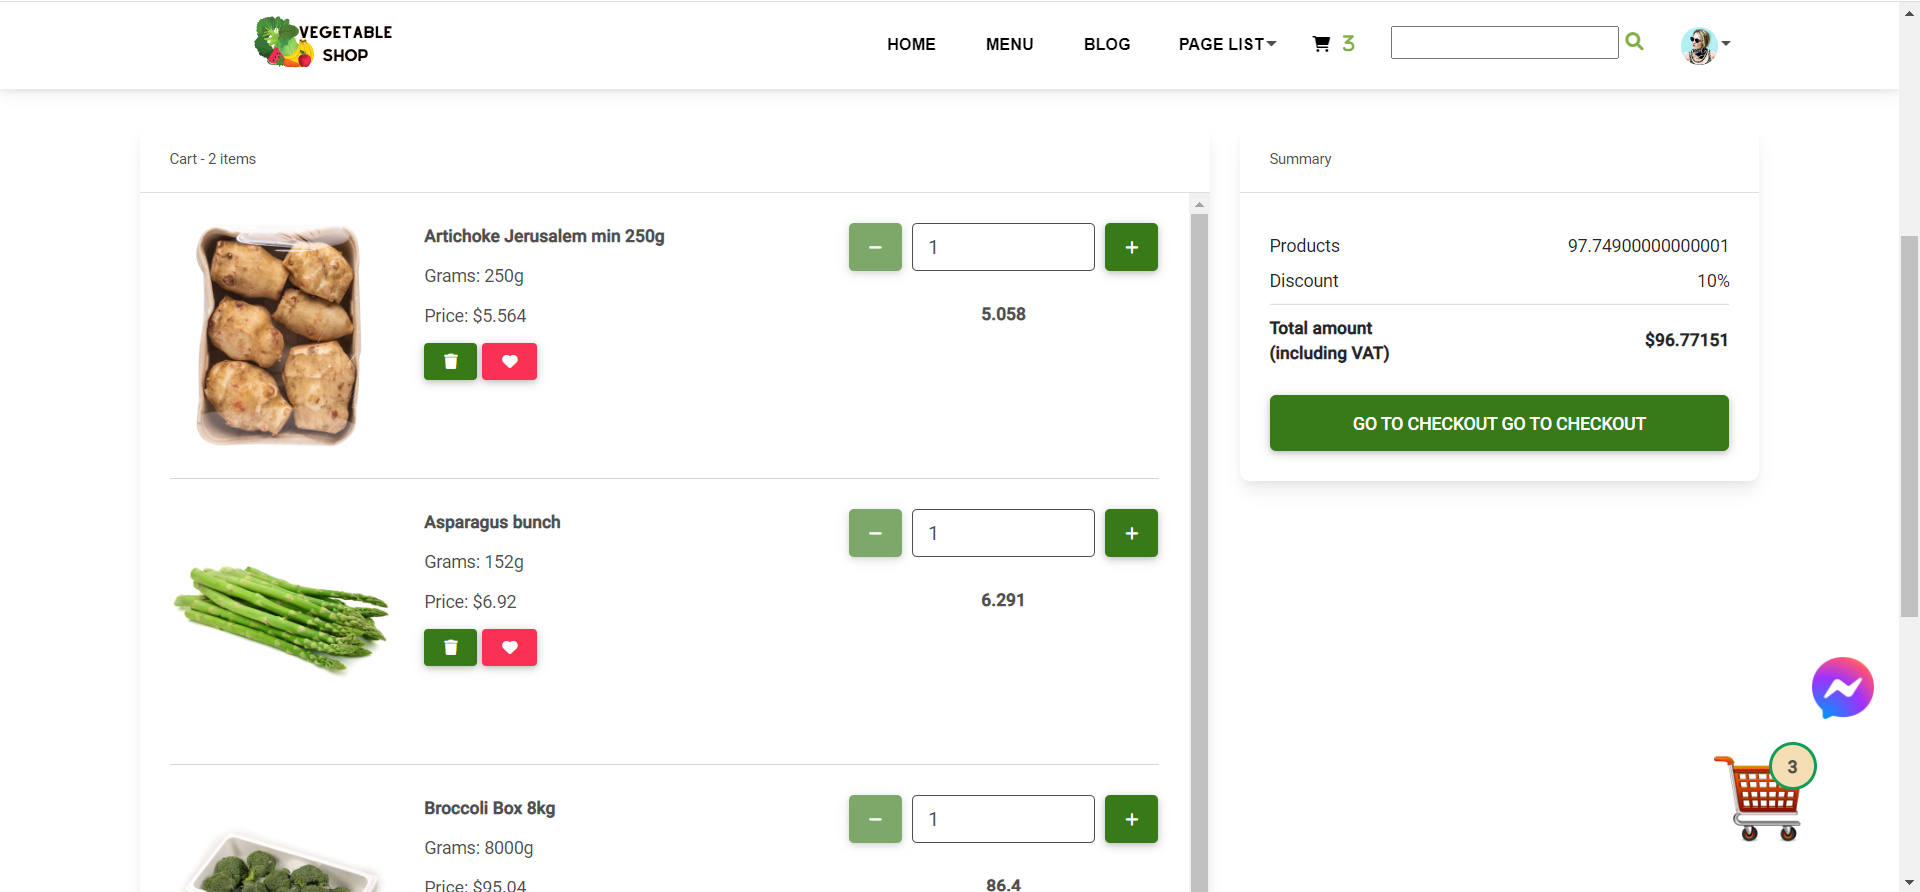 VEGETABLE
SHOP
HOME MENU BLOG PAGE LIST 3
Cart - 2 items
Artichoke Jerusalem min 250g
Grams: 250g
Price: $5.564
1
5.058
Asparagus bunch
Grams: 152g
Price: $6.92
1
6.291
Broccoli Box 8kg
Grams: 8000g
Price: $95.04
1
86.4
Summary
Products 97.74900000000001
Discount 10%
Total amount
(including VAT) $96.77151
GO TO CHECKOUT GO TO CHECKOUT
3